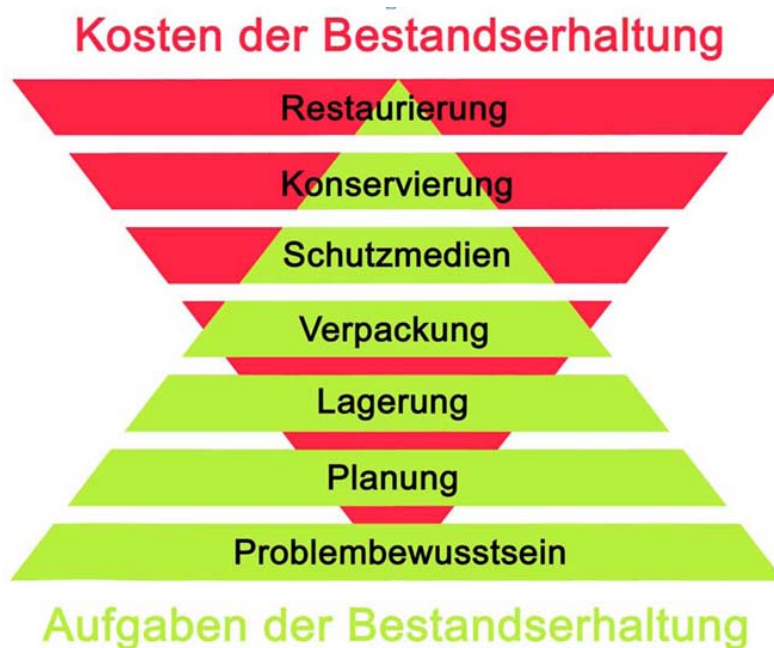 Kosten der Bestandserhaltung
Restaurierung
Konservierung
Schutzmedien
Verpackung
Lagerung
Planung
Problembewusstsein
Aufgaben der Bestandserhaltung